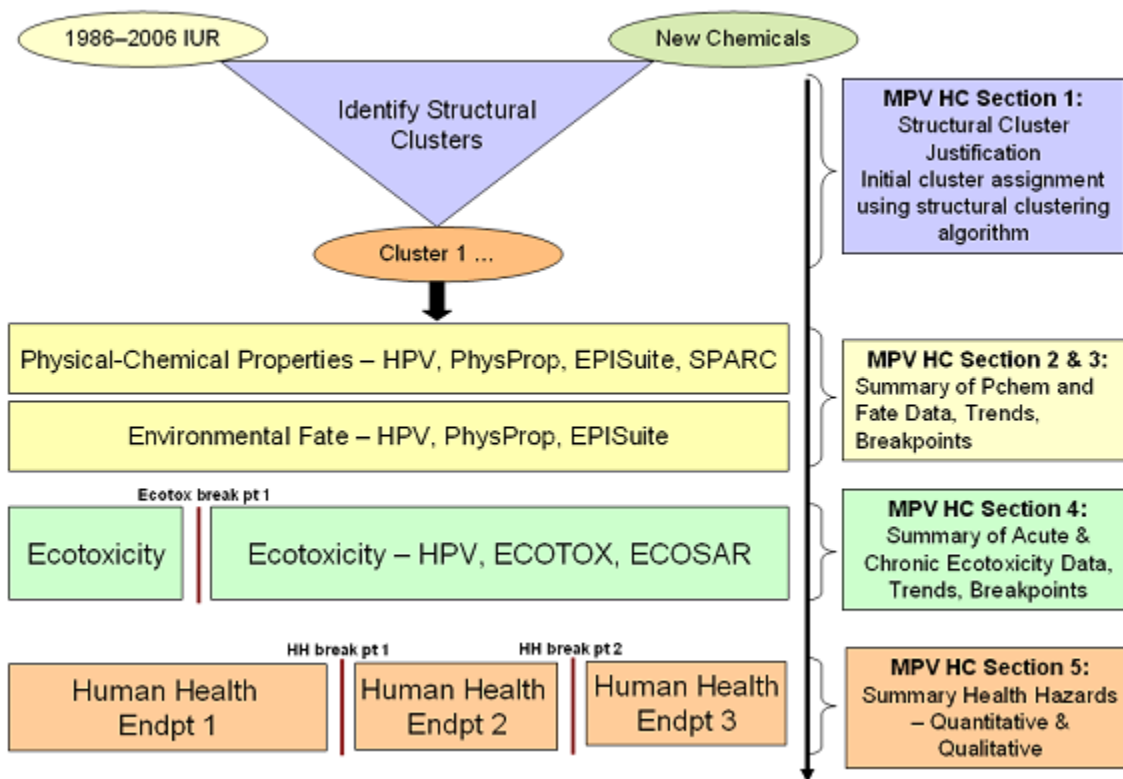 1986–2006 IUR
New Chemicals
Identify Structural
Clusters
Cluster 1 ...
MPV HC Section 1:
Structural Cluster
Justification
Initial cluster assignment
using structural clustering
algorithm
Physical-Chemical Properties – HPV, PhysProp, EPISuite, SPARC
Environmental Fate – HPV, PhysProp, EPISuite
MPV HC Section 2 & 3:
Summary of Pchem and
Fate Data, Trends,
Breakpoints
Ecotox break pt 1
Ecotoxicity
Ecotoxicity – HPV, ECOTOX, ECOSAR
MPV HC Section 4:
Summary of Acute &
Chronic Ecotoxicity Data,
Trends, Breakpoints
HH break pt 1
HH break pt 2
Human Health
Endpt 1
Human Health
Endpt 2
Human Health
Endpt 3
MPV HC Section 5:
Summary Health Hazards
– Quantitative &
Qualitative